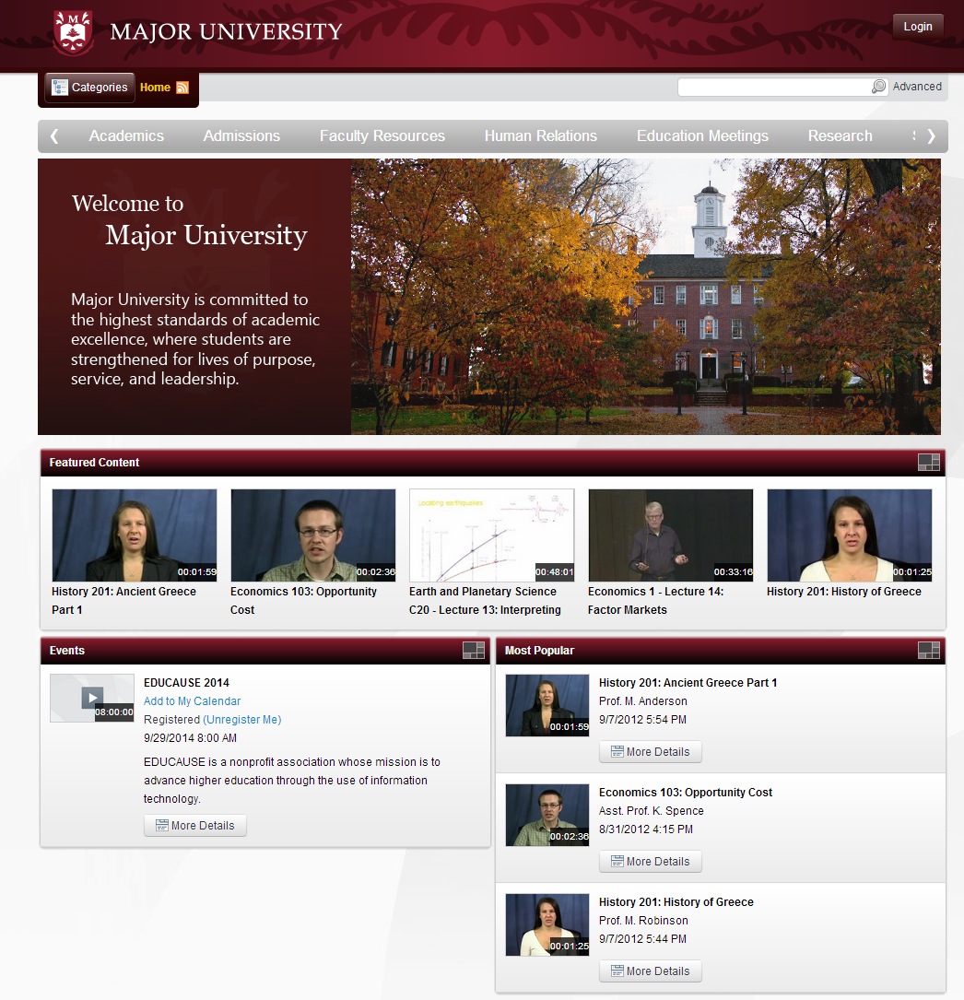 M
MAJOR UNIVERSITY
Login
Categories
Home
Advanced
Academics
Admissions
Faculty Resources
Human Relations
Education Meetings
Research
Welcome to
Major University
Major University is committed to
the highest standards of academic
excellence, where students are
strengthened for lives of purpose,
service, and leadership.
Featured Content
00:01:59
00:02:36
Locating earthquakes
00:48:01
00:33:16
00:01:25
History 201: Ancient Greece
Part 1
Economics 103: Opportunity
Cost
Earth and Planetary Science
C20 - Lecture 13: Interpreting
Economics 1 - Lecture 14:
Factor Markets
History 201: History of Greece
Events
08:00:00
EDUCAUSE 2014
Add to My Calendar
Registered (Unregister Me)
9/29/2014 8:00 AM
EDUCAUSE is a nonprofit association whose mission is to
advance higher education through the use of information
technology.
More Details
Most Popular
00:01:59
History 201: Ancient Greece Part 1
Prof. M. Anderson
9/7/2012 5:54 PM
More Details
00:02:36
Economics 103: Opportunity Cost
Asst. Prof. K. Spence
8/31/2012 4:15 PM
More Details
00:01:25
History 201: History of Greece
Prof. M. Robinson
9/7/2012 5:44 PM
More Details